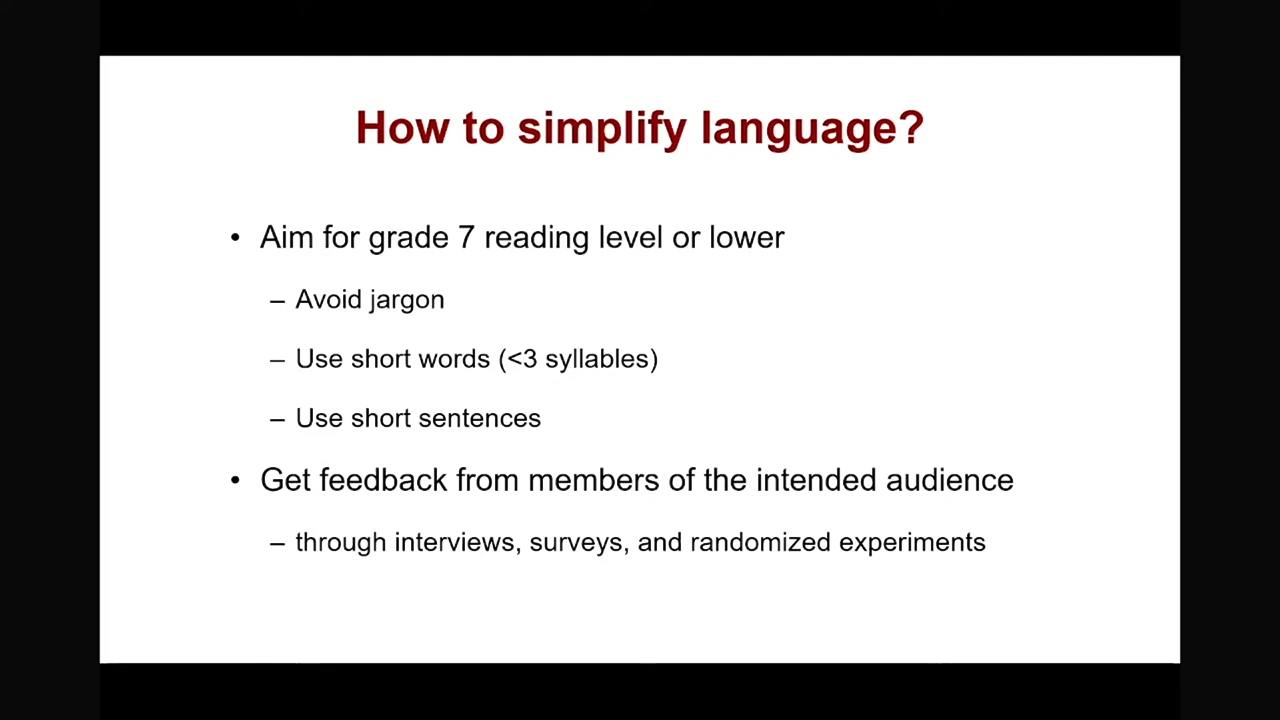 How to simplify language?
• Aim for grade 7 reading level or lower
– Avoid jargon
– Use short words (<3 syllables)
– Use short sentences
• Get feedback from members of the intended audience
– through interviews, surveys, and randomized experiments